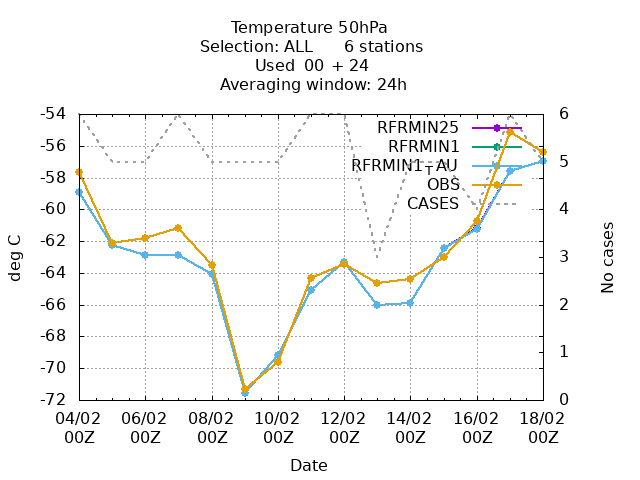 Temperature 50hPa
Selection: ALL 6 stations
Used 00 + 24
Averaging window: 24h
-54
-56
-58
-60
-62
-64
-66
-68
-70
-72
deg C
6
5
4
3
2
1
0
No cases
RFRMIN25
RFRMIN1
RFRMIN1TAU
OBS
CASES
04/02 06/02 08/02 10/02 12/02 14/02 16/02 18/02
00Z 00Z 00Z 00Z 00Z 00Z 00Z 00Z
Date